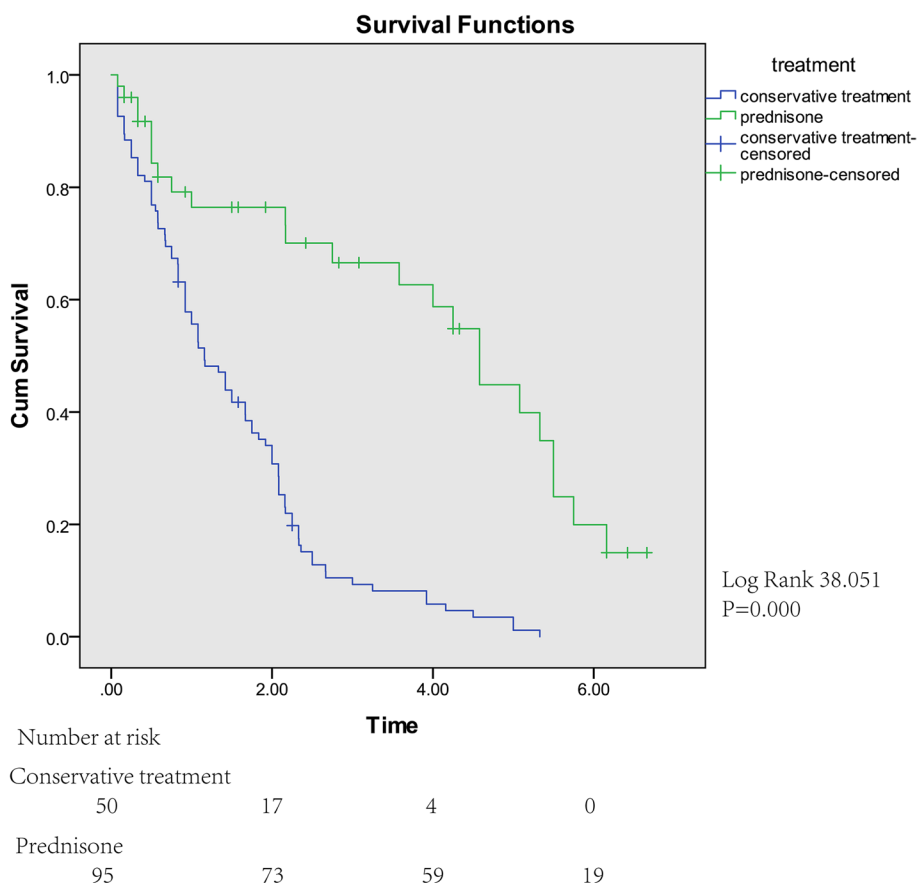 Survival Functions
treatment
conservative treatment
prednisone
conservative treatment-
censored
prednisone-censored
1.0
0.8
0.6
0.4
0.2
0.0
Cum Survival
.00 2.00 4.00 6.00
Time
Log Rank 38.051
P=0.000
Number at risk
Conservative treatment
50 17 4 0
Prednisone
95 73 59 19